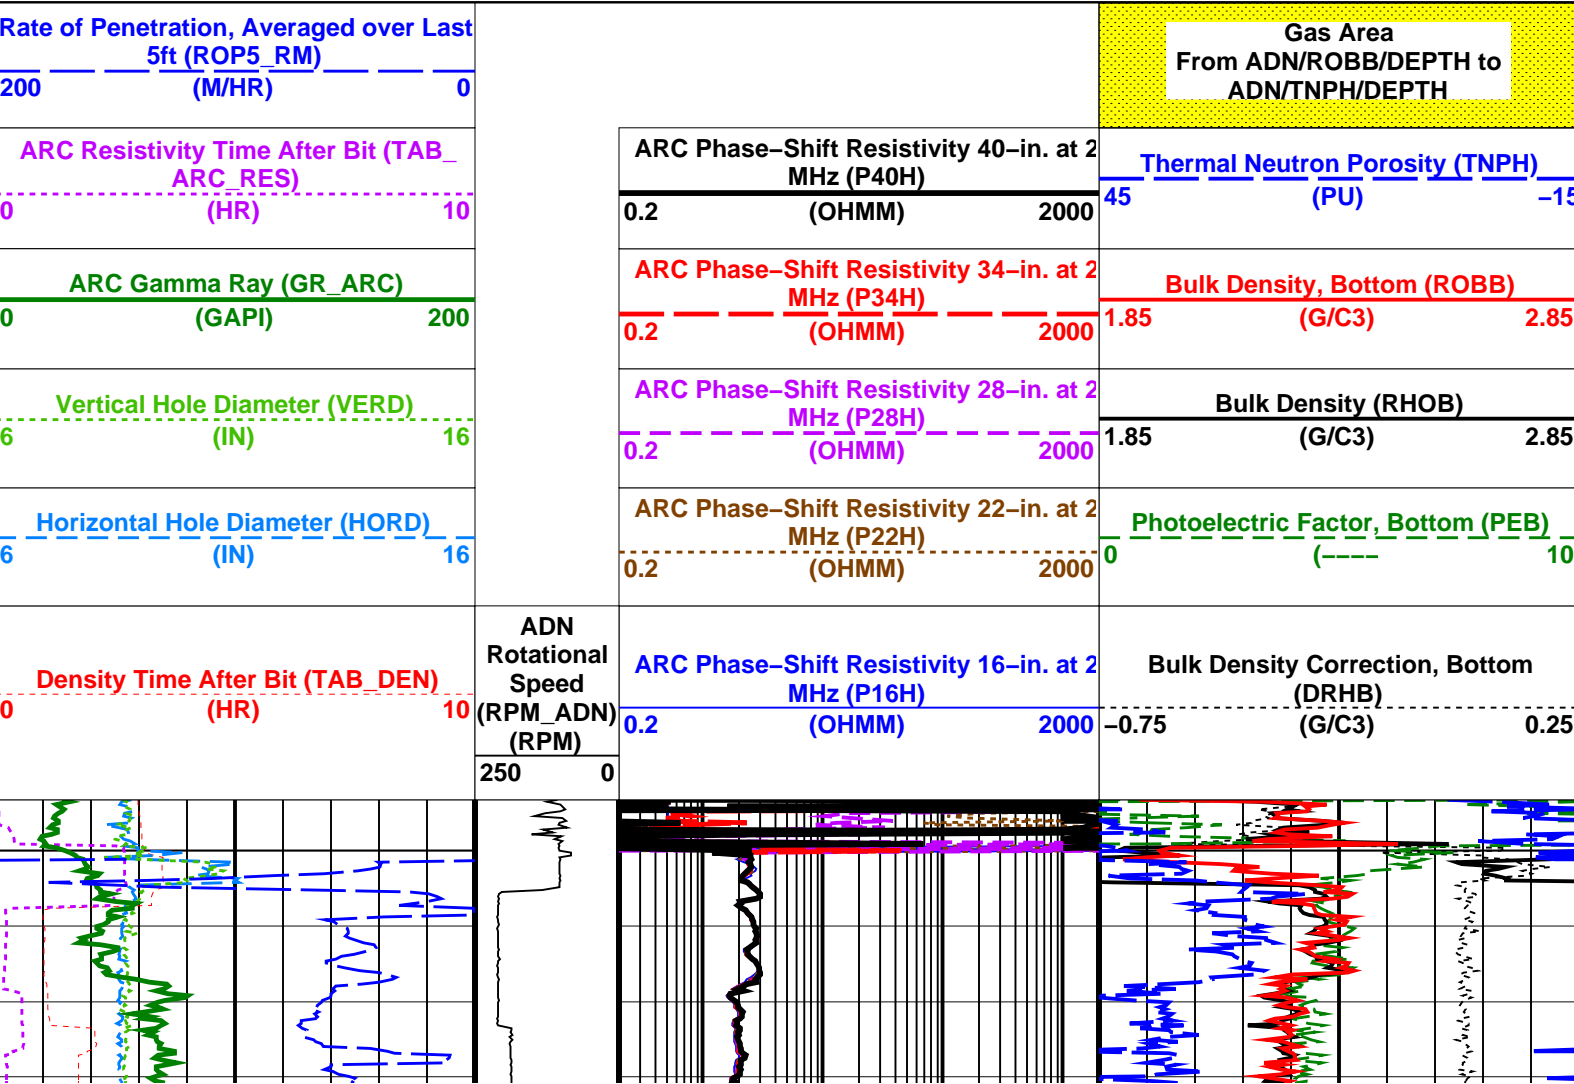 Rate of Penetration, Averaged over Last
5ft (ROP5_RM)
200 (M/HR) 0
ARC Resistivity Time After Bit (TAB_
ARC_RES)
0 (HR) 10
ARC Gamma Ray (GR_ARC)
0 (GAPI) 200
Vertical Hole Diameter (VERD)
6 (IN) 16
Horizontal Hole Diameter (HORD)
6 (IN) 16
Density Time After Bit (TAB_DEN)
0 (HR) 10
ADN
Rotational
Speed
(RPM_ADN)
(RPM)
250 0
ARC Phase–Shift Resistivity 40–in. at 2
MHz (P40H)
0.2 (OHMM) 2000
ARC Phase–Shift Resistivity 34–in. at 2
MHz (P34H)
0.2 (OHMM) 2000
ARC Phase–Shift Resistivity 28–in. at 2
MHz (P28H)
0.2 (OHMM) 2000
ARC Phase–Shift Resistivity 22–in. at 2
MHz (P22H)
0.2 (OHMM) 2000
ARC Phase–Shift Resistivity 16–in. at 2
MHz (P16H)
0.2 (OHMM) 2000
Gas Area
From ADN/ROBB/DEPTH to
ADN/TNPH/DEPTH
Thermal Neutron Porosity (TNPH)
45 (PU) –15
Bulk Density, Bottom (ROBB)
1.85 (G/C3) 2.85
Bulk Density (RHOB)
1.85 (G/C3) 2.85
Photoelectric Factor, Bottom (PEB)
0 (–––– 10
Bulk Density Correction, Bottom
(DRHB)
–0.75 (G/C3) 0.25